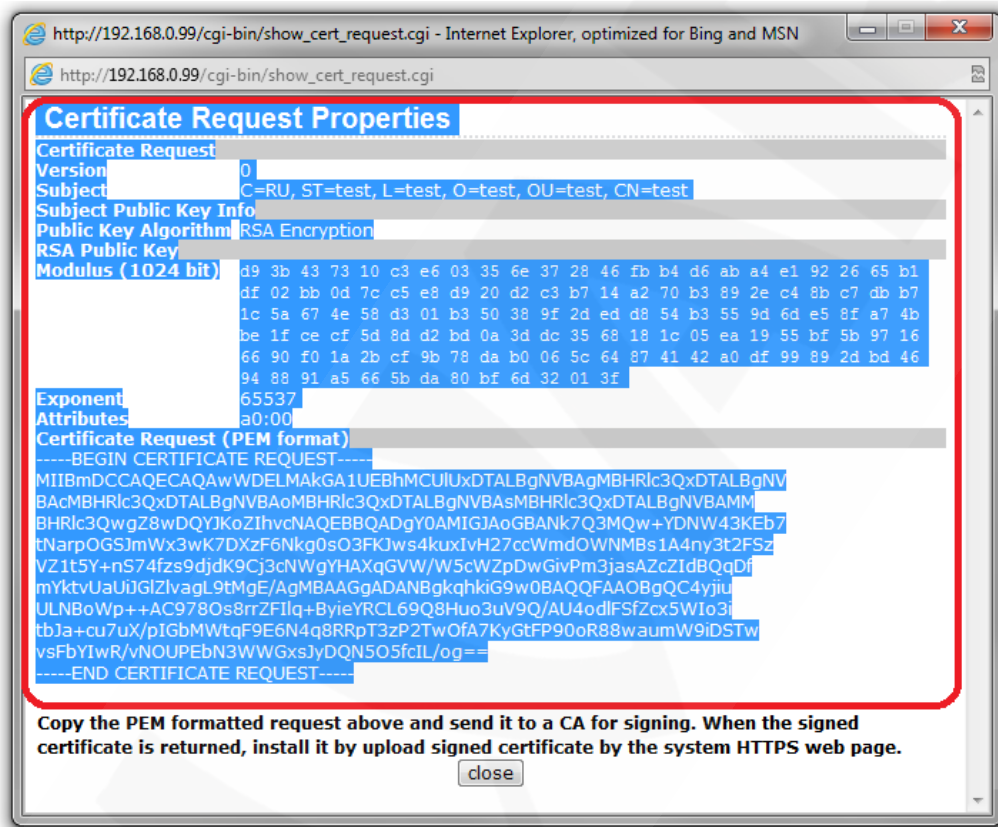 http://192.168.0.99/cgi-bin/show_cert_request.cgi - Internet Explorer, optimized for Bing and MSN
http://192.168.0.99/cgi-bin/show_cert_request.cgi
Certificate Request Properties
Certificate Request
Version 0
Subject C=RU, ST=test, L=test, O=test, OU=test, CN=test
Subject Public Key Info
Public Key Algorithm RSA Encryption
RSA Public Key
Modulus (1024 bit) d9 3b 43 73 10 c3 e6 03 35 6e 37 28 46 fb b4 d6 ab a4 e1 92 26 65 b1
df 02 bb 0d 7c c5 e8 d9 20 d2 c3 b7 14 a2 70 b3 89 2e c4 8b c7 db b7
1c 5a 67 4e 58 d3 01 b3 50 38 9f 2d ed d8 54 b3 55 9d 6d e5 8f a7 4b
be 1f ce cf 5d 8d d2 bd 0a 3d dc 35 68 18 1c 05 ea 19 55 bf 5b 97 16
66 90 f0 1a 2b cf 9b 78 da b0 06 5c 64 87 41 42 a0 df 99 89 2d bd 46
94 88 91 a5 66 5b da 80 bf 6d 32 01 3f
Exponent 65537
Attributes a0:00
Certificate Request (PEM format)
-----BEGIN CERTIFICATE REQUEST-----
MIIBmDCCAQECAQAwWDELMAkGA1UEBhMCUlUxDTALBgNVBAgMBHRlc3QxDTALBgNV
BAcMBHRlc3QxDTALBgNVBAoMBHRlc3QxDTALBgNVBAsMBHRlc3QxDTALBgNVBAMM
BHRlc3QwgZ8wDQYJKoZIhvcNAQEBBQADgY0AMIGJAoGBANk7Q3MQw+YDNW43KEb7
tNarpOGSJmWx3wK7DXzF6Nkg0sO3FKJws4kuxIvH27ccWmdOWNMBs1A4ny3t2FSz
VZ1t5Y+nS74fzs9djdK9Cj3cNWgYHAXqGVW/W5cWZpDwGivPm3jasAZcZIdBQqDf
mYktvUaUiJGlZlvagL9tMgE/AgMBAAGgADANBgkqhkiG9w0BAQQFAAOBgQC4yjiu
ULNBoWp++AC978Os8rrZFIlq+ByieYRCL69Q8Huo3uV9Q/AU4odlFSfZcx5WIo3i
tbJa+cu7uX/pIGbMWtqF9E6N4q8RRpT3zP2TwOfA7KyGtFP90oR88waumW9iDSTw
vsFbYIwR/vNOUPEbN3WWGxsJyDQN5O5fcIL/og==
-----END CERTIFICATE REQUEST-----
Copy the PEM formatted request above and send it to a CA for signing. When the signed
certificate is returned, install it by upload signed certificate by the system HTTPS web page.
close